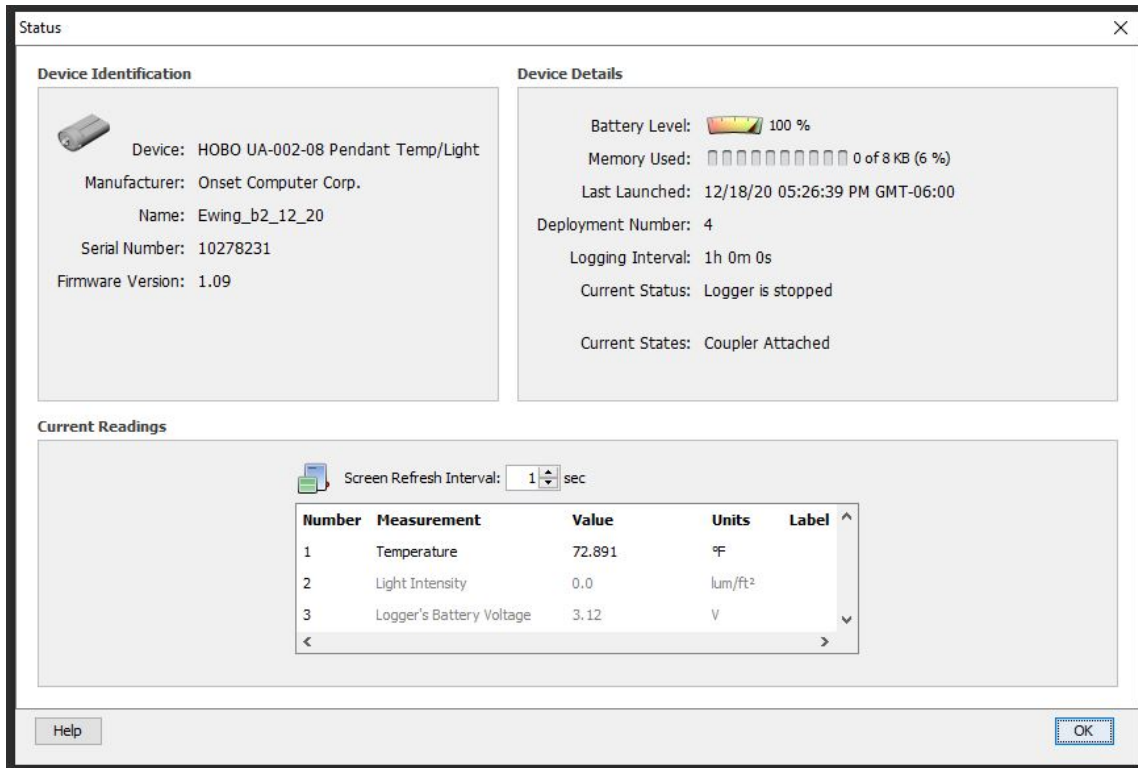 Status
Device Identification
Device: HOBO UA-002-08 Pendant Temp/Light
Manufacturer: Onset Computer Corp.
Name: Ewing_b2_12_20
Serial Number: 10278231
Firmware Version: 1.09
Device Details
Battery Level: 100 %
Memory Used: 0 of 8 KB (6 %)
Last Launched: 12/18/20 05:26:39 PM GMT-06:00
Deployment Number: 4
Logging Interval: 1h 0m 0s
Current Status: Logger is stopped
Current States: Coupler Attached
Current Readings
Screen Refresh Interval: 1 sec
Number Measurement Value Units Label
1 Temperature 72.891 °F
2 Light Intensity 0.0 lum/ft²
3 Logger's Battery Voltage 3.12 V
Help OK